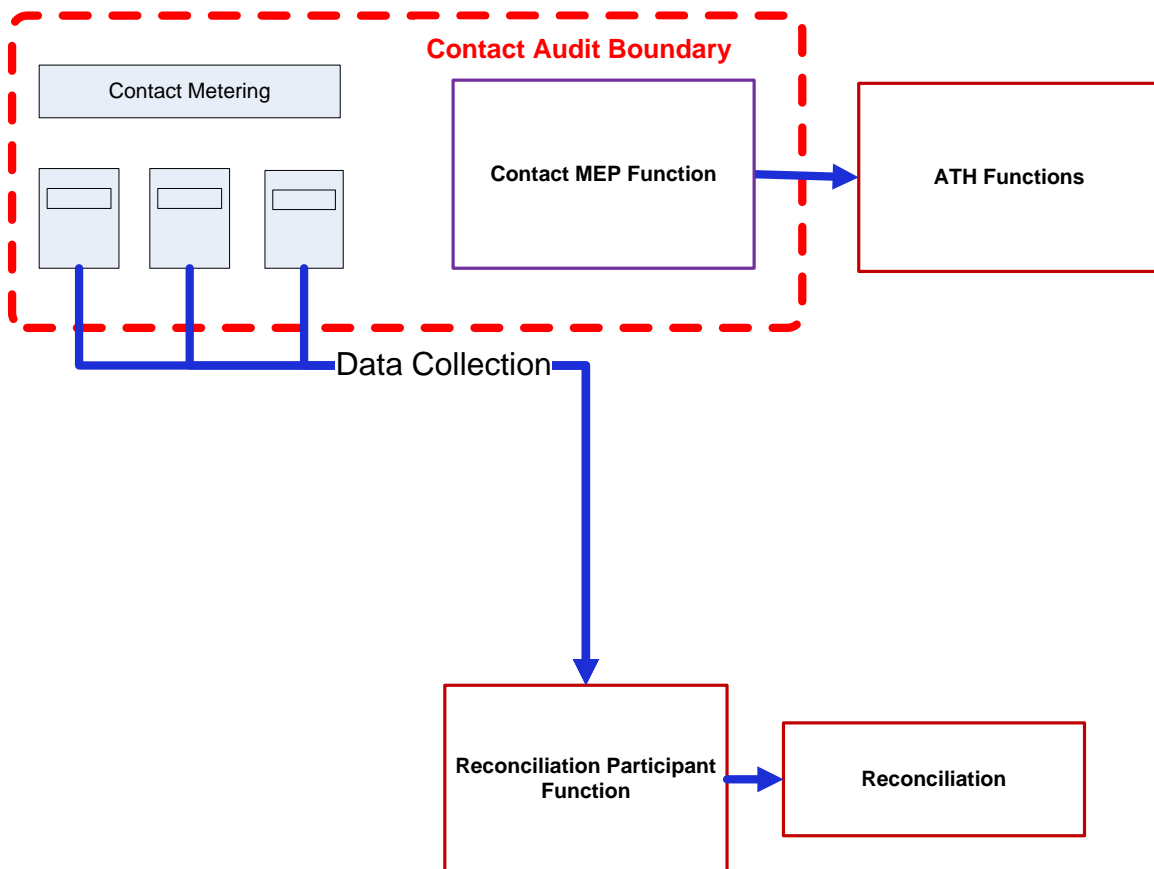 Contact Audit Boundary
Contact Metering
Contact MEP Function
ATH Functions
Data Collection
Reconciliation Participant
Function
Reconciliation